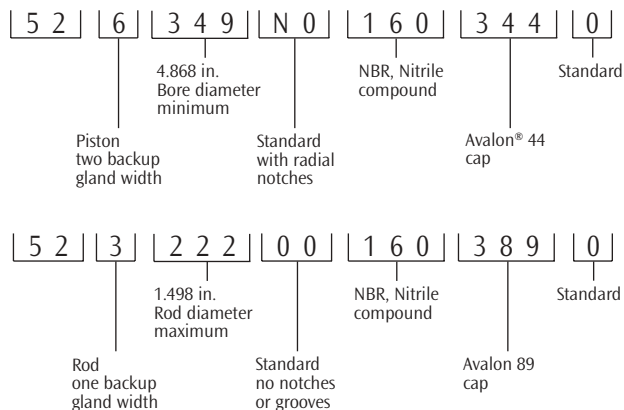 5 2 6 3 4 9 N 0 1 6 0 3 4 4 0
4.868 in.
Bore diameter
minimum
NBR, Nitrile
compound
Standard
Piston
two backup
gland width
Standard
with radial
notches
Avalon® 44
cap
5 2 3 2 2 2 0 0 1 6 0 3 8 9 0
1.498 in.
Rod diameter
maximum
NBR, Nitrile
compound
Standard
Rod
one backup
gland width
Standard
no notches
or grooves
Avalon 89
cap